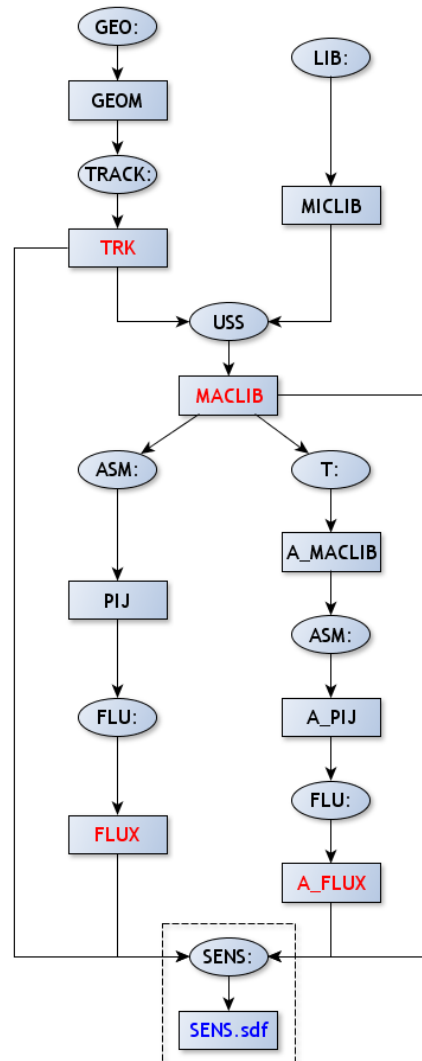 GEO:
LIB:
GEOM
TRACK:
MICLIB
TRK
USS
MACLIB
ASM:
T:
A_MACLIB
PIJ
ASM:
FLU:
A_PIJ
FLU:
FLUX
A_FLUX
SENS:
SENS.sdf